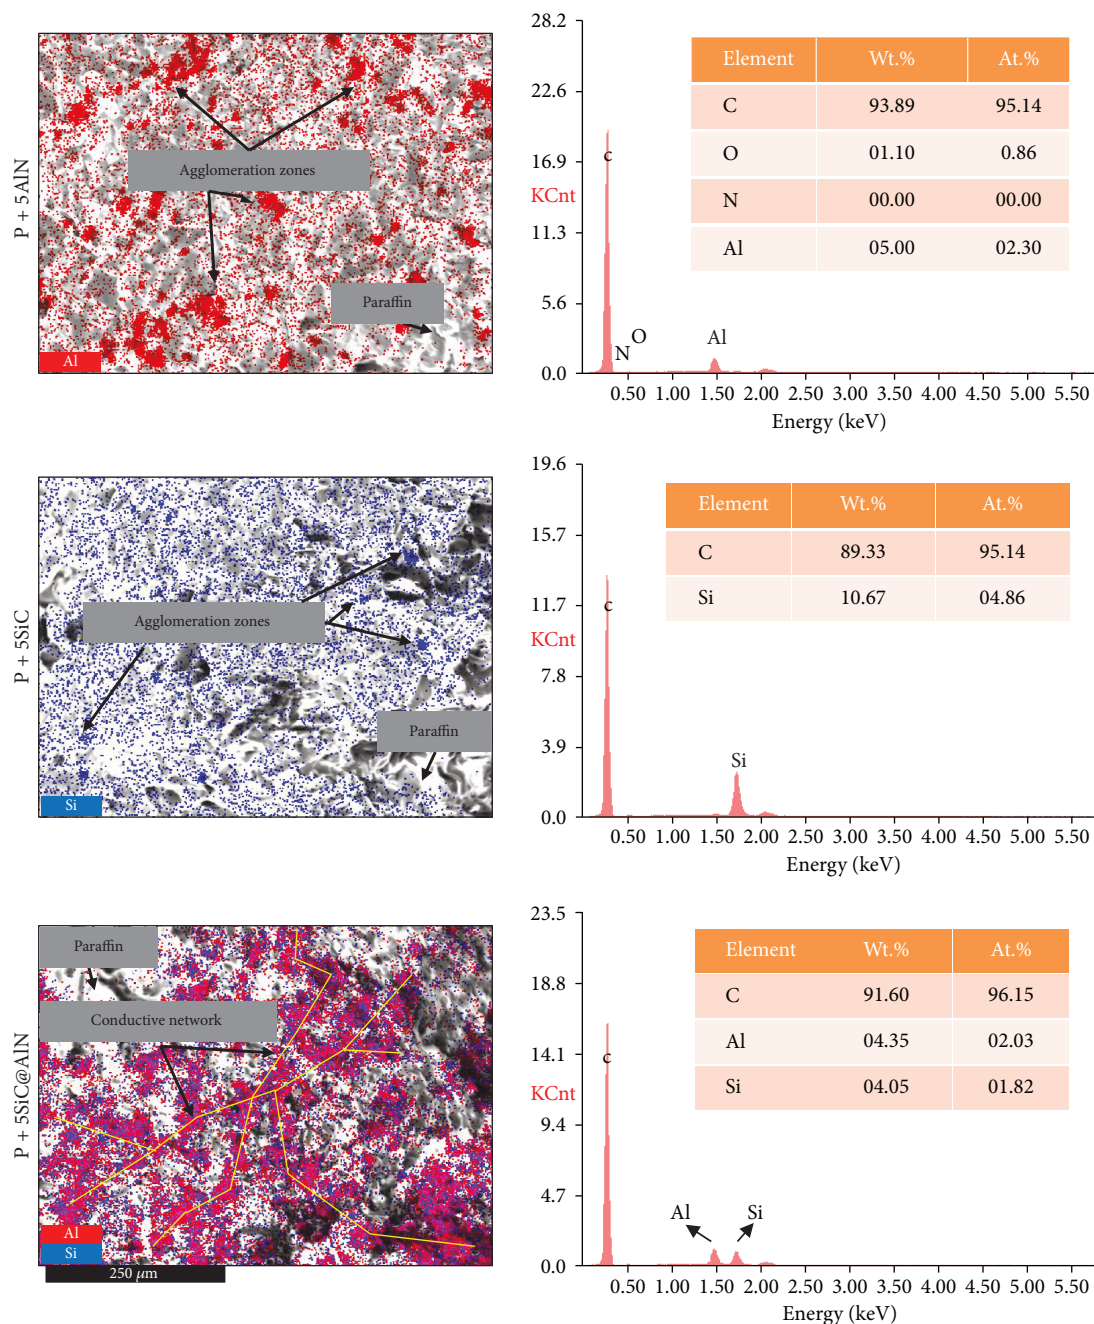 P + 5AlN
Agglomeration zones
Paraffin
Al
28.2
22.6
16.9
KCnt
11.3
5.6
0.0
c
N
O
Al
0.50 1.00 1.50 2.00 2.50 3.00 3.50 4.00 4.50 5.00 5.50
Energy (keV)
Element Wt.% At.%
C 93.89 95.14
O 01.10 0.86
N 00.00 00.00
Al 05.00 02.30
P + 5SiC
Agglomeration zones
Paraffin
Si
19.6
15.7
11.7
KCnt
7.8
3.9
0.0
c
Si
0.50 1.00 1.50 2.00 2.50 3.00 3.50 4.00 4.50 5.00 5.50
Energy (keV)
Element Wt.% At.%
C 89.33 95.14
Si 10.67 04.86
P + 5SiC@AlN
Paraffin
Conductive network
Al
Si
250 μm
23.5
18.8
14.1
KCnt
9.4
4.7
0.0
c
Al
Si
0.50 1.00 1.50 2.00 2.50 3.00 3.50 4.00 4.50 5.00 5.50
Energy (keV)
Element Wt.% At.%
C 91.60 96.15
Al 04.35 02.03
Si 04.05 01.82